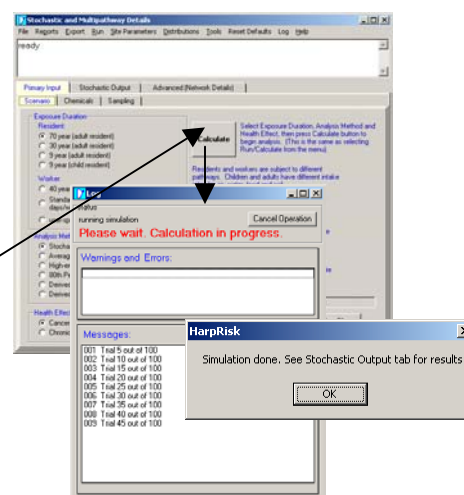 Stochastic and Multipathway Details
File Reports Export Run Site Parameters Distributions Tools Reset Defaults Log Help
ready
Primary Input Stochastic Output Advanced (Network Details)
Scenario Chemicals Sampling
Exposure Duration
Resident
70 year (adult resident)
30 year (adult resident)
9 year (adult resident)
9 year (child resident)
Worker
40 year
Standa
days/w
Calculate
Select Exposure Duration, Analysis Method and
Health Effect, then press Calculate button to
begin analysis. (This is the same as selecting
Run/Calculate from the menu)
Residents and workers are subject to different
pathways. Children and adults have different intake
Analysis Met
Stocha
Averag
High-e
80th P
Derive
Derive
Health Effec
Cancer
Chronic
Log
status
running simulation
Cancel Operation
Please wait. Calculation in progress.
Warnings and Errors:
Messages:
001 Trial 5 out of 100
002 Trial 10 out of 100
003 Trial 15 out of 100
004 Trial 20 out of 100
005 Trial 25 out of 100
006 Trial 30 out of 100
007 Trial 35 out of 100
008 Trial 40 out of 100
009 Trial 45 out of 100
HarpRisk
Simulation done. See Stochastic Output tab for results
OK